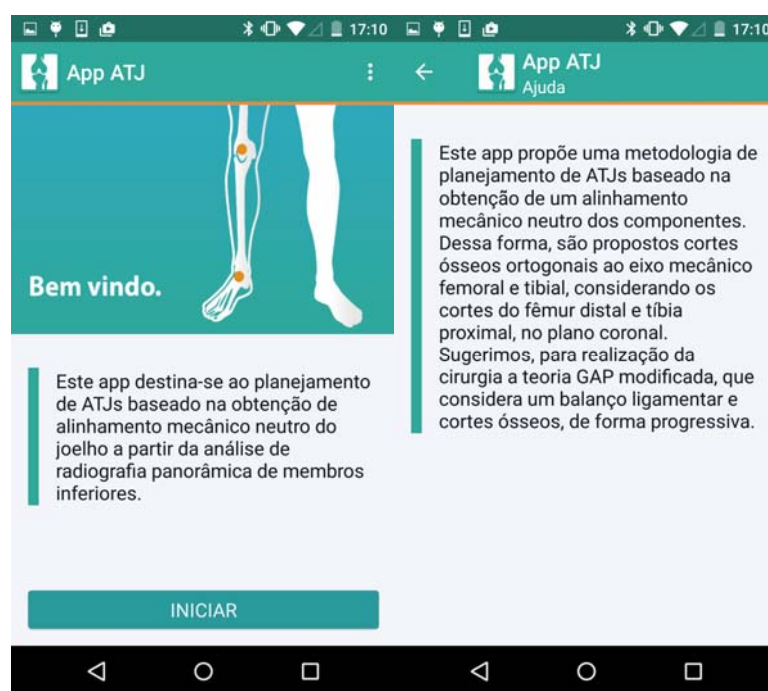 17:10
App ATJ
Bem vindo.
Este app destina-se ao planejamento
de ATJs baseado na obtenção de
alinhamento mecânico neutro do
joelho a partir da análise de
radiografia panorâmica de membros
inferiores.
INICIAR
17:10
App ATJ
Ajuda
Este app propõe uma metodologia de
planejamento de ATJs baseado na
obtenção de um alinhamento
mecânico neutro dos componentes.
Dessa forma, são propostos cortes
ósseos ortogonais ao eixo mecânico
femoral e tibial, considerando os
cortes do fêmur distal e tíbia
proximal, no plano coronal.
Sugerimos, para realização da
cirurgia a teoria GAP modificada, que
considera um balanço ligamentar e
cortes ósseos, de forma progressiva.